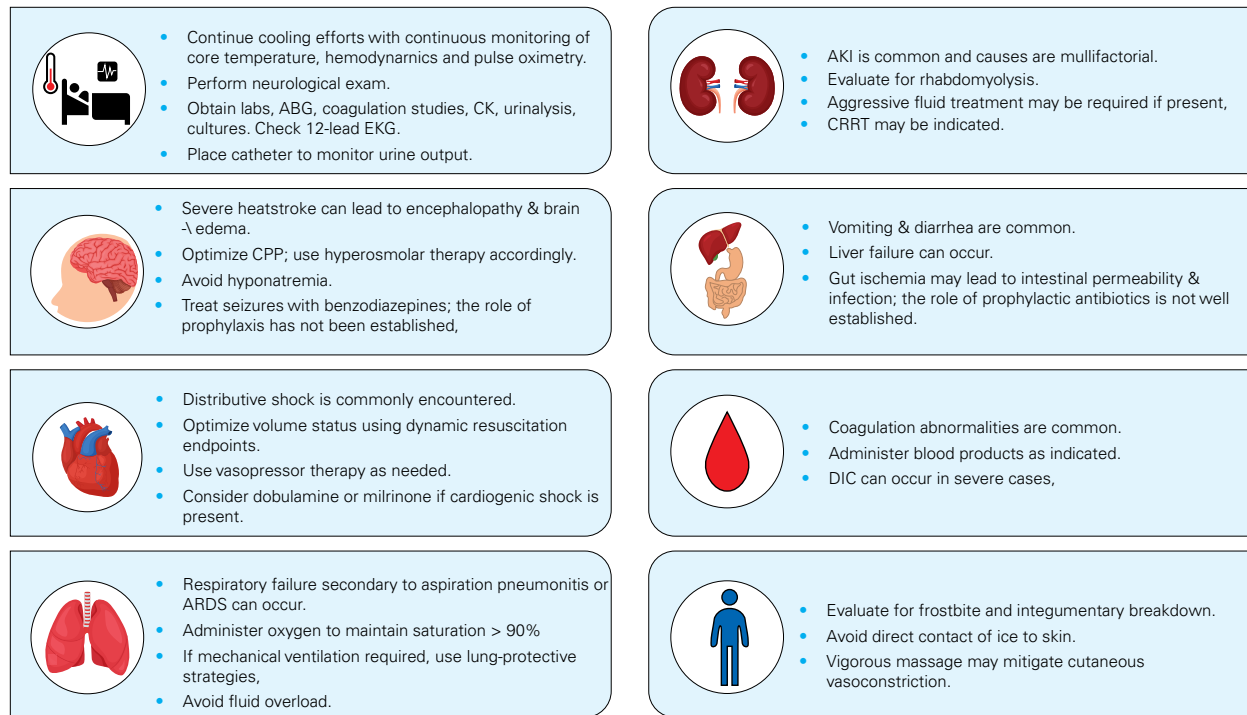 • Continue cooling efforts with continuous monitoring of
core temperature, hemodynarnics and pulse oximetry.
• Perform neurological exam.
• Obtain labs, ABG, coagulation studies, CK, urinalysis,
cultures. Check 12-lead EKG.
• Place catheter to monitor urine output.
• AKI is common and causes are mullifactorial.
• Evaluate for rhabdomyolysis.
• Aggressive fluid treatment may be required if present,
• CRRT may be indicated.
• Severe heatstroke can lead to encephalopathy & brain
-\ edema.
• Optimize CPP; use hyperosmolar therapy accordingly.
• Avoid hyponatremia.
• Treat seizures with benzodiazepines; the role of
prophylaxis has not been established,
• Vomiting & diarrhea are common.
• Liver failure can occur.
• Gut ischemia may lead to intestinal permeability &
infection; the role of prophylactic antibiotics is not well
established.
• Distributive shock is commonly encountered.
• Optimize volume status using dynamic resuscitation
endpoints.
• Use vasopressor therapy as needed.
• Consider dobulamine or milrinone if cardiogenic shock is
present.
• Coagulation abnormalities are common.
• Administer blood products as indicated.
• DIC can occur in severe cases,
• Respiratory failure secondary to aspiration pneumonitis or
ARDS can occur.
• Administer oxygen to maintain saturation > 90%
• If mechanical ventilation required, use lung-protective
strategies,
• Avoid fluid overload.
• Evaluate for frostbite and integumentary breakdown.
• Avoid direct contact of ice to skin.
• Vigorous massage may mitigate cutaneous
vasoconstriction.